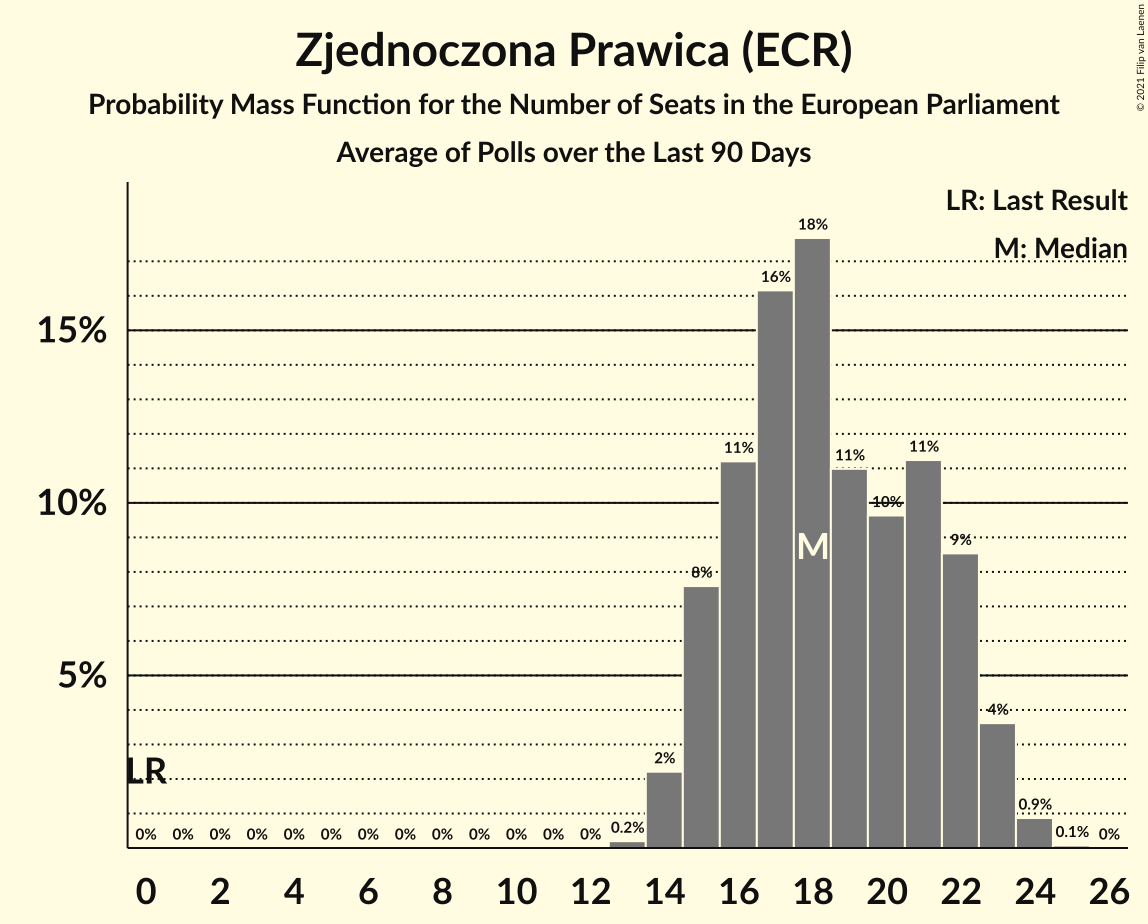 Zjednoczona Prawica (ECR)
Probability Mass Function for the Number of Seats in the European Parliament
Average of Polls over the Last 90 Days
© 2021 Filip van Laenen
LR: Last Result
M: Median
18%
16%
15%
11%
11%
11%
10%
10%
9%
M
8%
5%
4%
2%
LR
0.9%
0% 0% 0% 0% 0% 0% 0% 0% 0% 0% 0% 0% 0% 0.2% 0.1% 0%
0 2 4 6 8 10 12 14 16 18 20 22 24 26